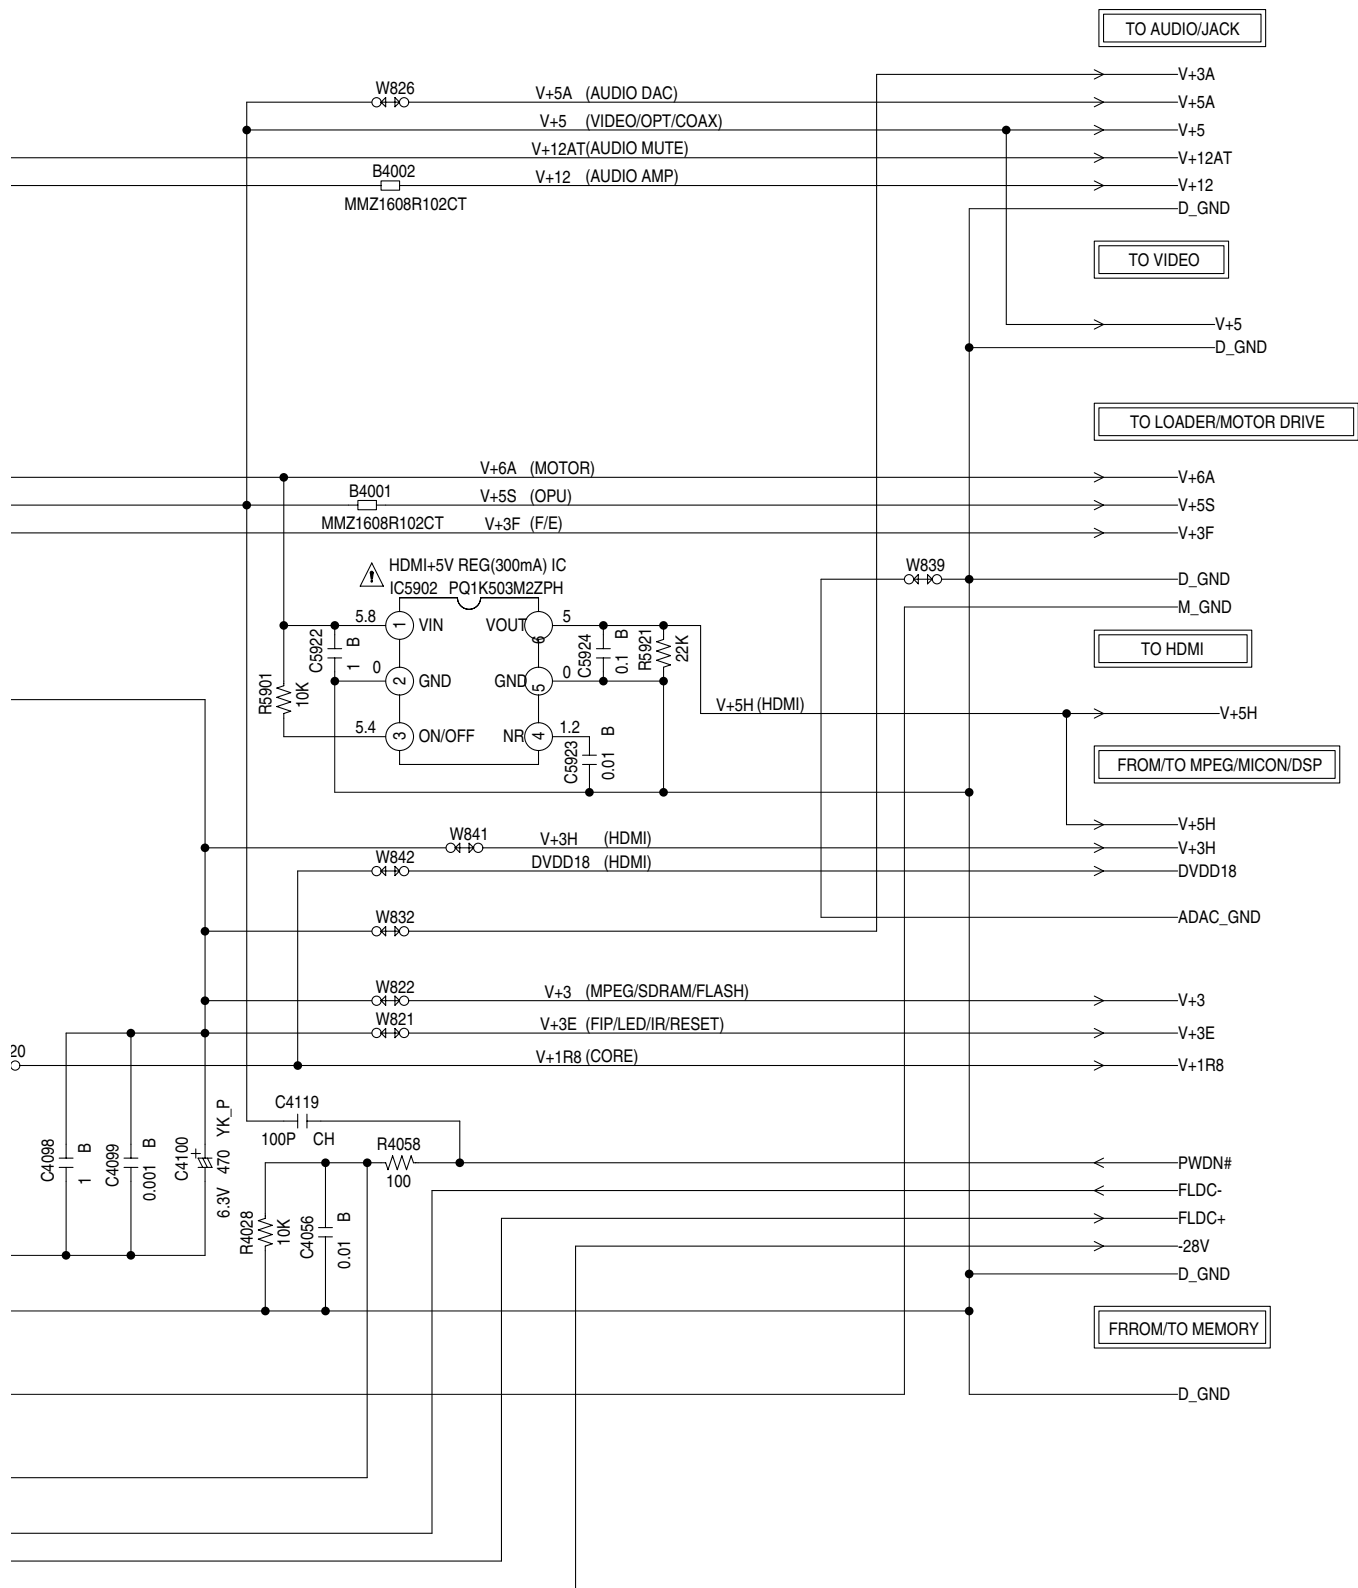 TO AUDIO/JACK
V+3A
W826
V+5A (AUDIO DAC)
V+5A
V+5 (VIDEO/OPT/COAX)
V+5
V+12AT(AUDIO MUTE)
V+12AT
B4002
V+12 (AUDIO AMP)
V+12
MMZ1608R102CT
D_GND
TO VIDEO
V+5
D_GND
TO LOADER/MOTOR DRIVE
V+6A (MOTOR)
V+6A
B4001
V+5S (OPU)
V+5S
MMZ1608R102CT
V+3F (F/E)
V+3F
HDMI+5V REG(300mA) IC
IC5902 PQ1K503M2ZPH
W839
D_GND
M_GND
5.8
1
VIN
VOUT
6
5
C5922
1 B
C5924
0.1 B
R5921
22K
TO HDMI
0
2
GND
GND
5
0
R5901
10K
V+5H (HDMI)
V+5H
5.4
3
ON/OFF
NR
4
1.2
C5923
0.01 B
FROM/TO MPEG/MICON/DSP
V+5H
W841
V+3H (HDMI)
V+3H
W842
DVDD18 (HDMI)
DVDD18
W832
ADAC_GND
W822
V+3 (MPEG/SDRAM/FLASH)
V+3
W821
V+3E (FIP/LED/IR/RESET)
V+3E
20
V+1R8 (CORE)
V+1R8
C4119
100P CH
C4098
1 B
C4099
0.001 B
C4100
+
6.3V 470 YK_P
R4058
100
PWDN#
FLDC-
R4028
10K
C4056
0.01 B
FLDC+
-28V
D_GND
FRROM/TO MEMORY
D_GND